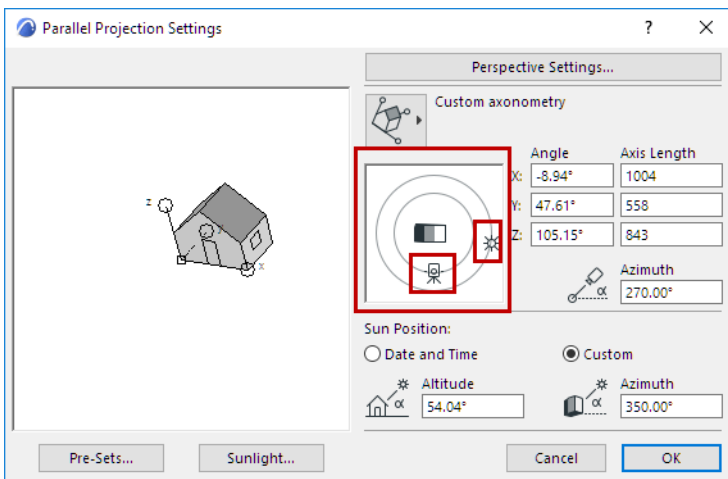 Parallel Projection Settings
?
Perspective Settings...
Custom axonometry
Angle Axis Length
X: -8.94° 1004
Y: 47.61° 558
Z: 105.15° 843
z
y
x
Azimuth
α 270.00°
Sun Position:
Date and Time Custom
Altitude Azimuth
α 54.04° α 350.00°
Pre-Sets... Sunlight... Cancel OK